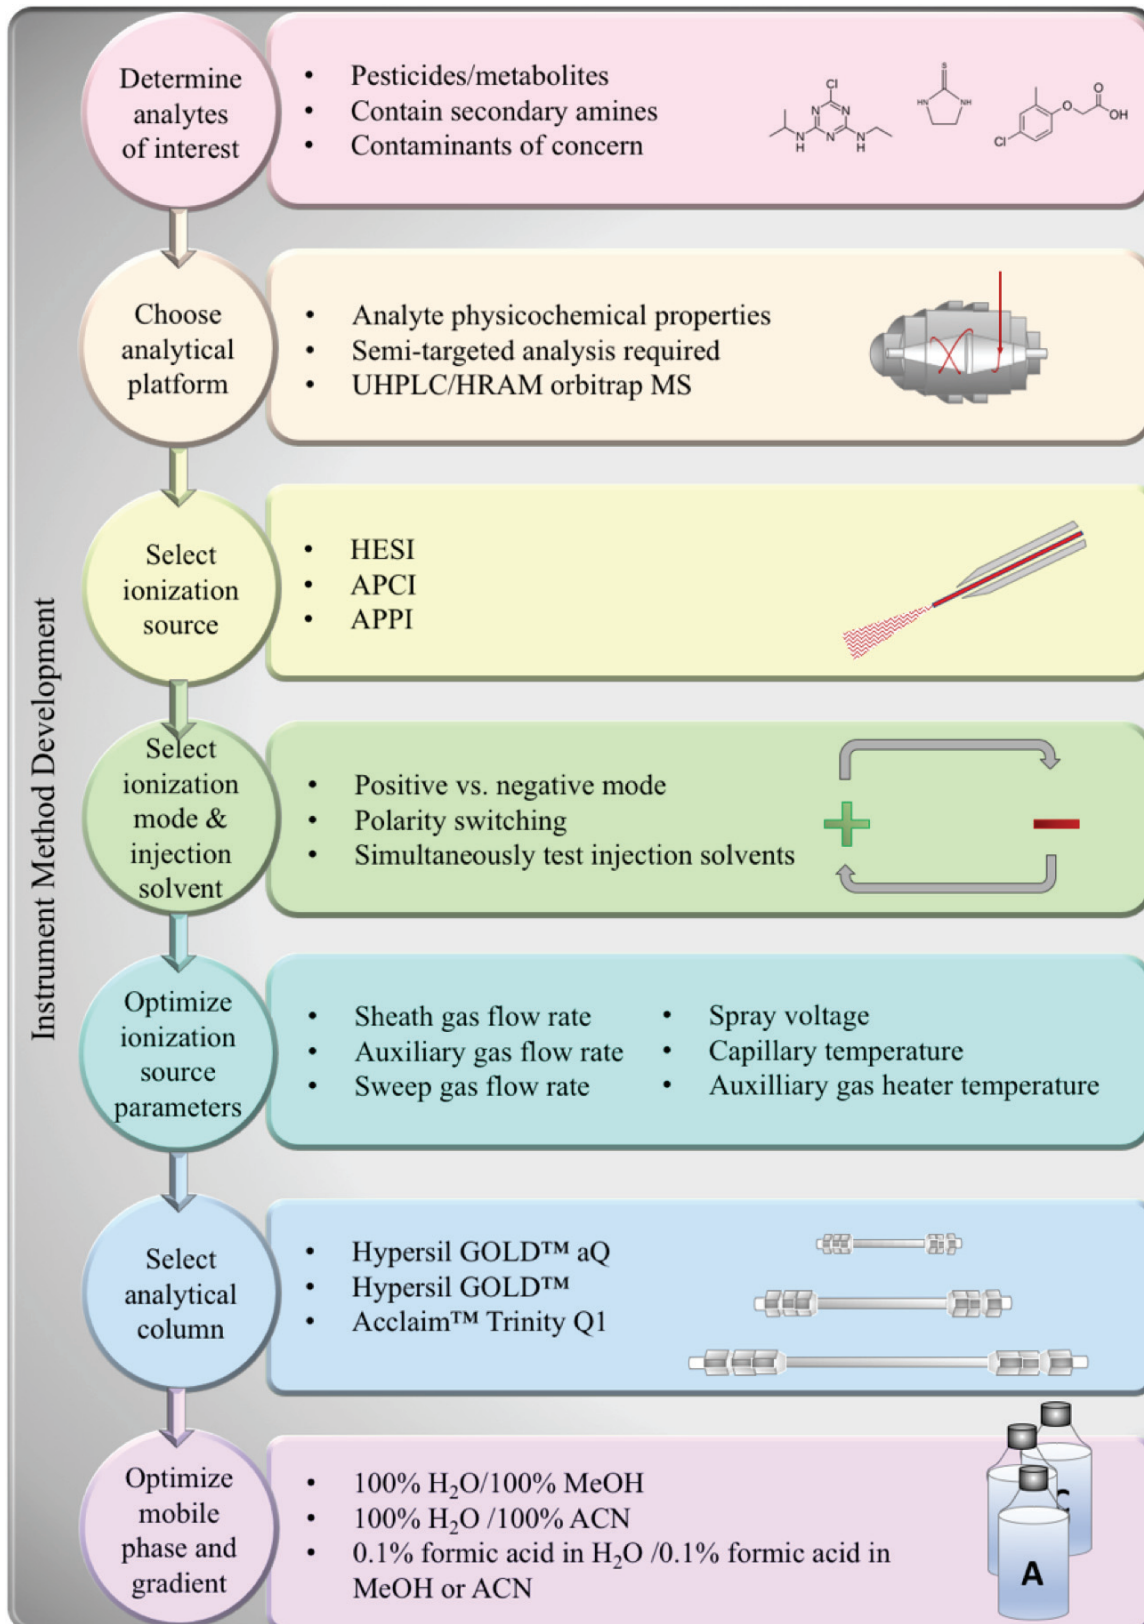 Instrument Method Development
Determine
analytes
of interest
• Pesticides/metabolites
• Contain secondary amines
• Contaminants of concern
Cl
N
N
N
N
H
N
H
S
HN
NH
O
O
OH
Cl
Choose
analytical
platform
• Analyte physicochemical properties
• Semi-targeted analysis required
• UHPLC/HRAM orbitrap MS
Select
ionization
source
• HESI
• APCI
• APPI
Select
ionization
mode &
injection
solvent
• Positive vs. negative mode
• Polarity switching
• Simultaneously test injection solvents
Optimize
ionization
source
parameters
• Sheath gas flow rate
• Auxiliary gas flow rate
• Sweep gas flow rate
• Spray voltage
• Capillary temperature
• Auxilliary gas heater temperature
Select
analytical
column
• Hypersil GOLD™ aQ
• Hypersil GOLD™
• Acclaim™ Trinity Q1
Optimize
mobile
phase and
gradient
• 100% H₂O/100% MeOH
• 100% H₂O /100% ACN
• 0.1% formic acid in H₂O /0.1% formic acid in
MeOH or ACN
C
A